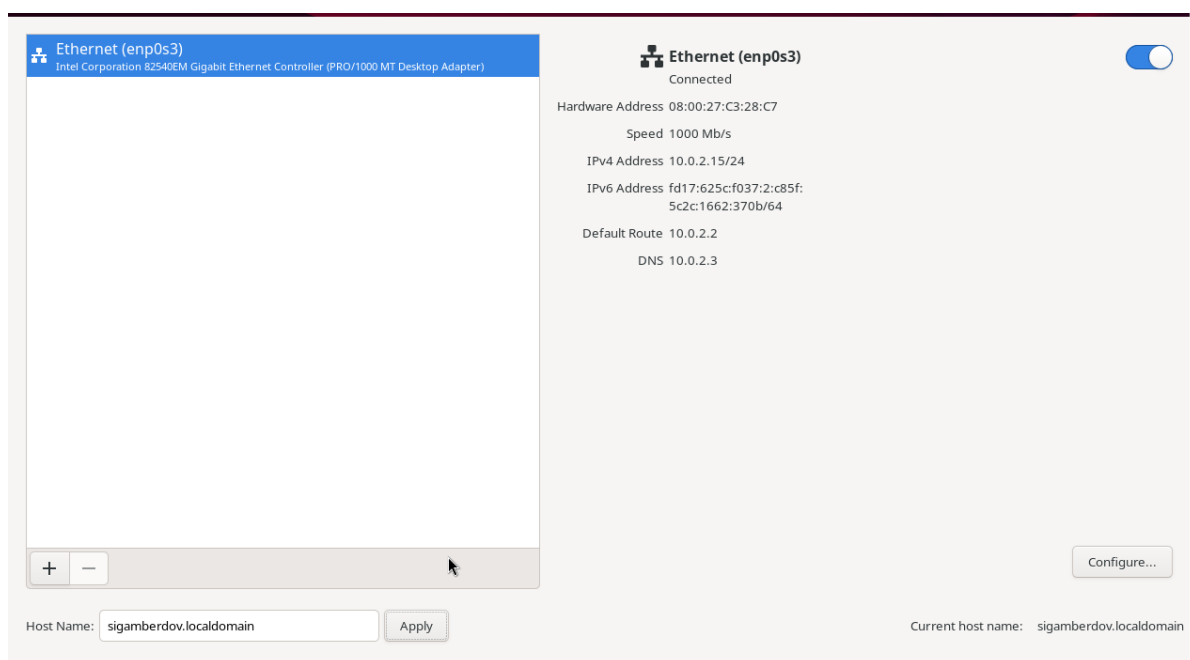 Ethernet (enp0s3)
Intel Corporation 82540EM Gigabit Ethernet Controller (PRO/1000 MT Desktop Adapter)
Ethernet (enp0s3)
Connected
Hardware Address 08:00:27:C3:28:C7
Speed 1000 Mb/s
IPv4 Address 10.0.2.15/24
IPv6 Address fd17:625c:f037:2:c85f:
5c2c:1662:370b/64
Default Route 10.0.2.2
DNS 10.0.2.3
Configure...
Host Name: sigamberdov.localdomain Apply Current host name: sigamberdov.localdomain